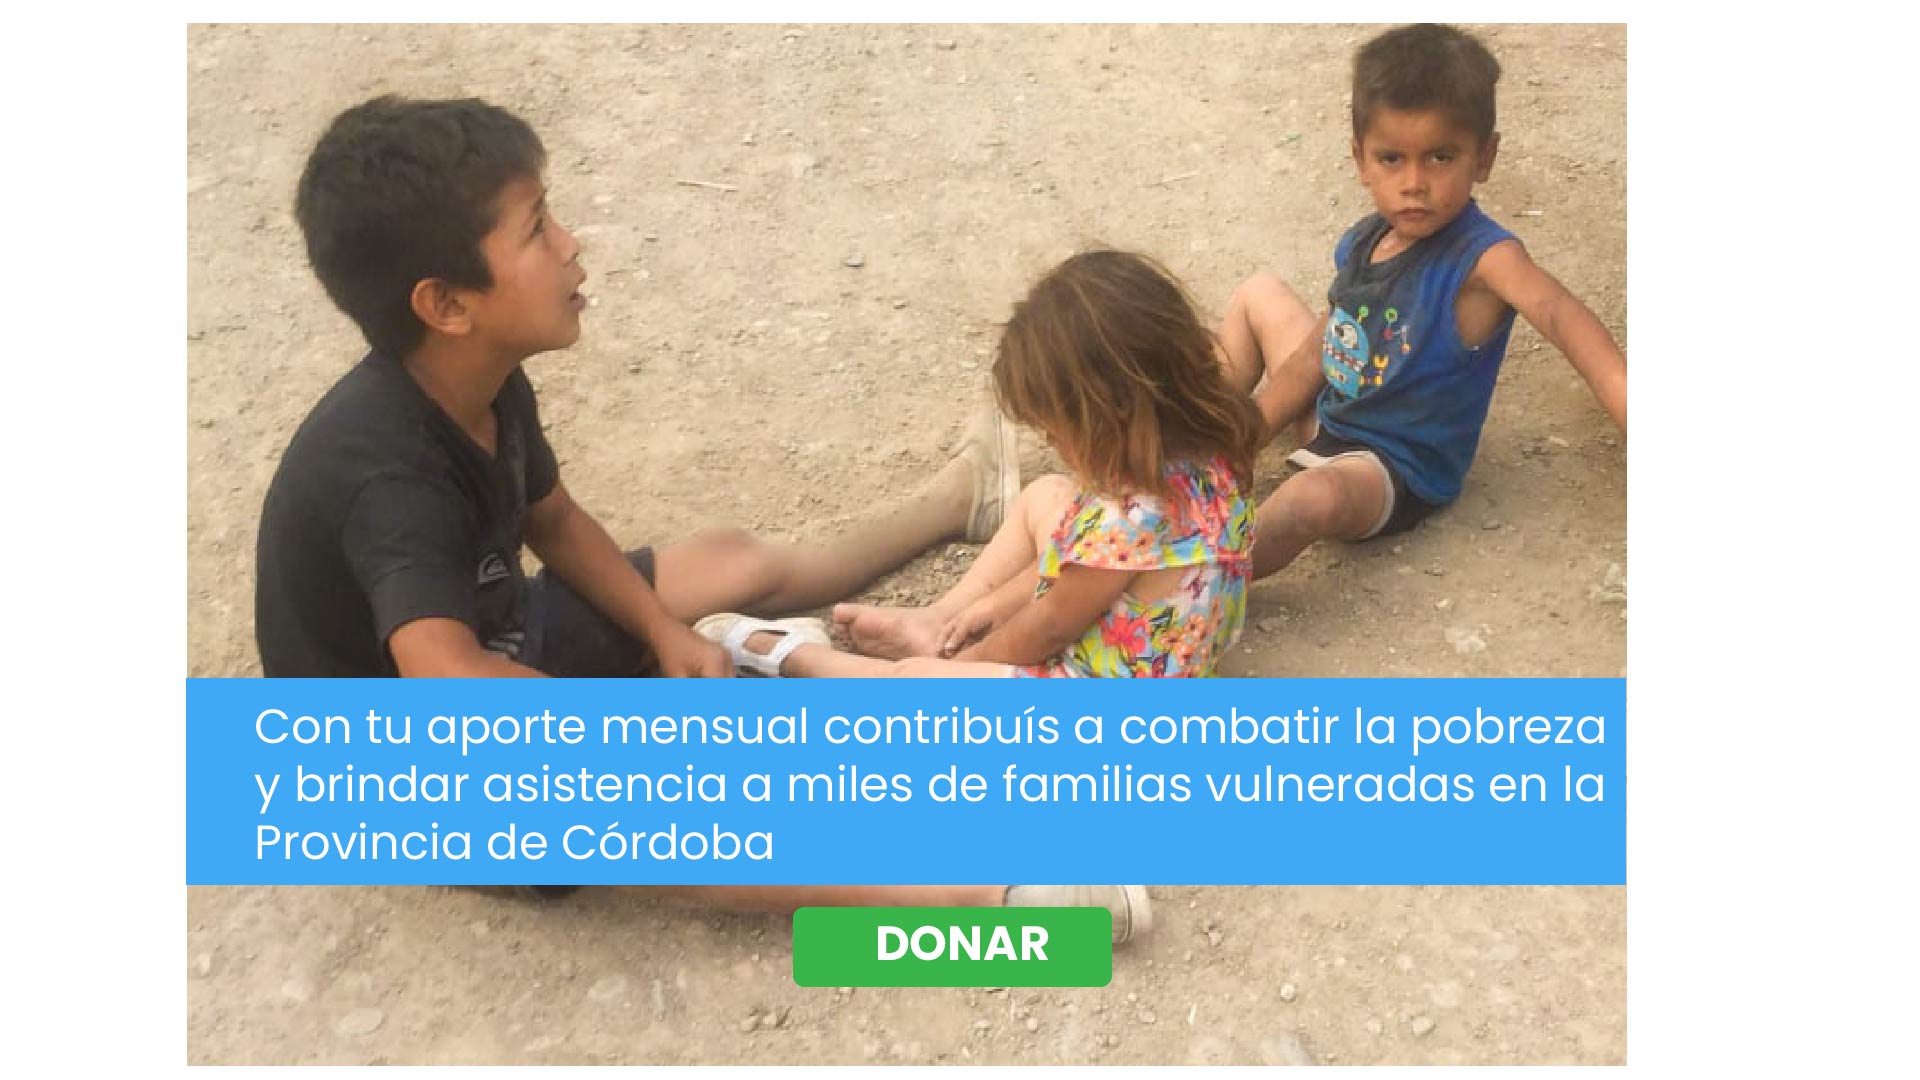 Con tu aporte mensual contribuís a combatir la pobreza
y brindar asistencia a miles de familias vulneradas en la
Provincia de Córdoba
DONAR